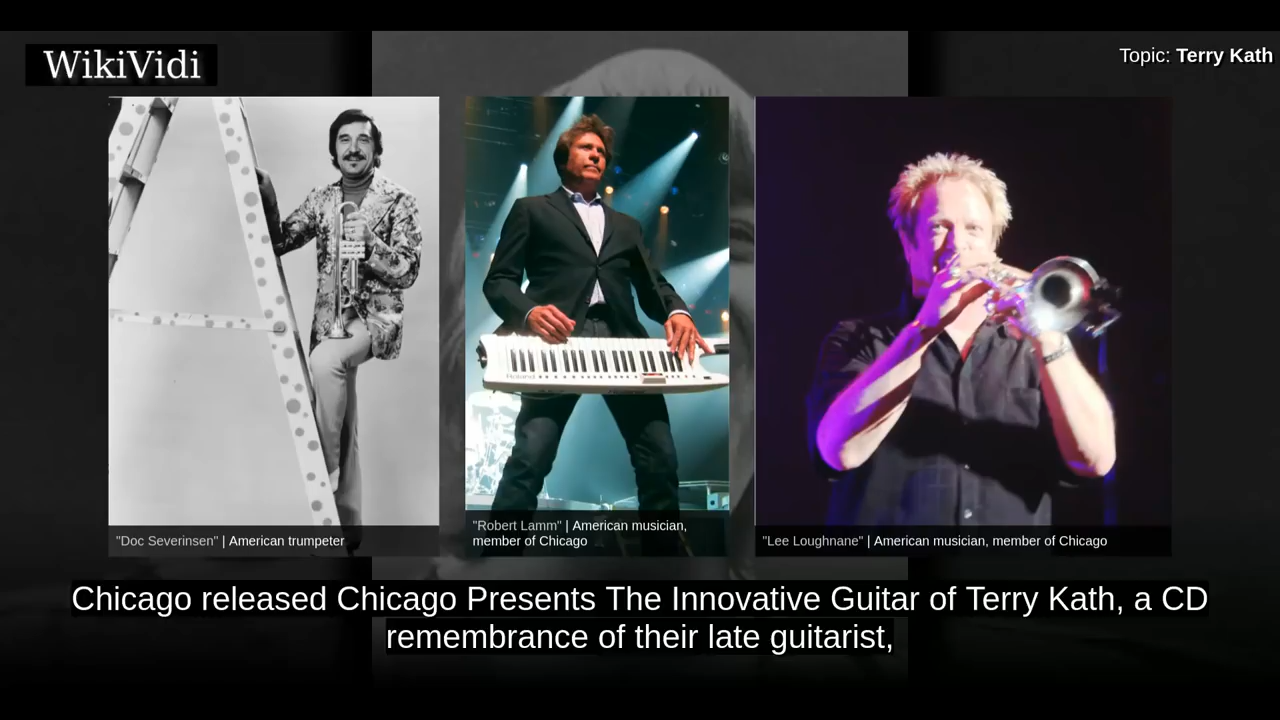 WikiVidi
Topic: Terry Kath
Roland
"Doc Severinsen" | American trumpeter
"Robert Lamm" | American musician,
member of Chicago
"Lee Loughnane" | American musician, member of Chicago
Chicago released Chicago Presents The Innovative Guitar of Terry Kath, a CD
remembrance of their late guitarist,